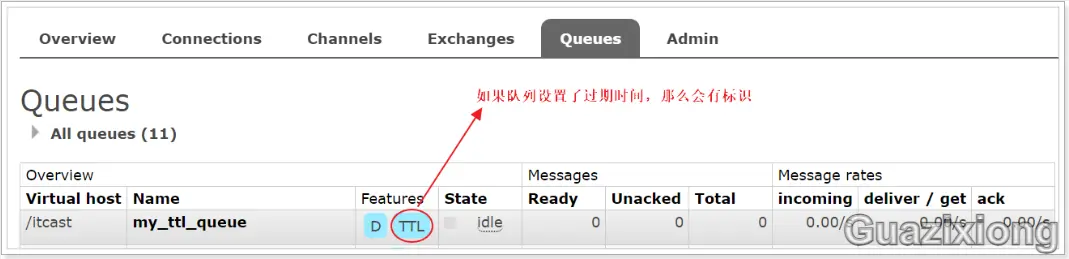 Overview Connections Channels Exchanges Queues Admin
Queues
如果队列设置了过期时间，那么会有标识
All queues (11)
Overview Messages Message rates
Virtual host Name Features State Ready Unacked Total incoming deliver / get ack
/itcast my_ttl_queue D TTL idle 0 0 0 0.00/s 0.00/s 0.00/s
Guazixiong